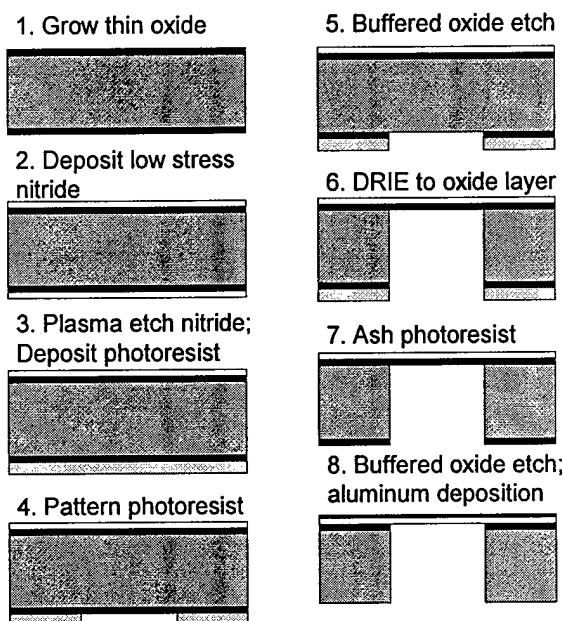 1. Grow thin oxide
2. Deposit low stress
nitride
3. Plasma etch nitride;
Deposit photoresist
4. Pattern photoresist
5. Buffered oxide etch
6. DRIE to oxide layer
7. Ash photoresist
8. Buffered oxide etch;
aluminum deposition